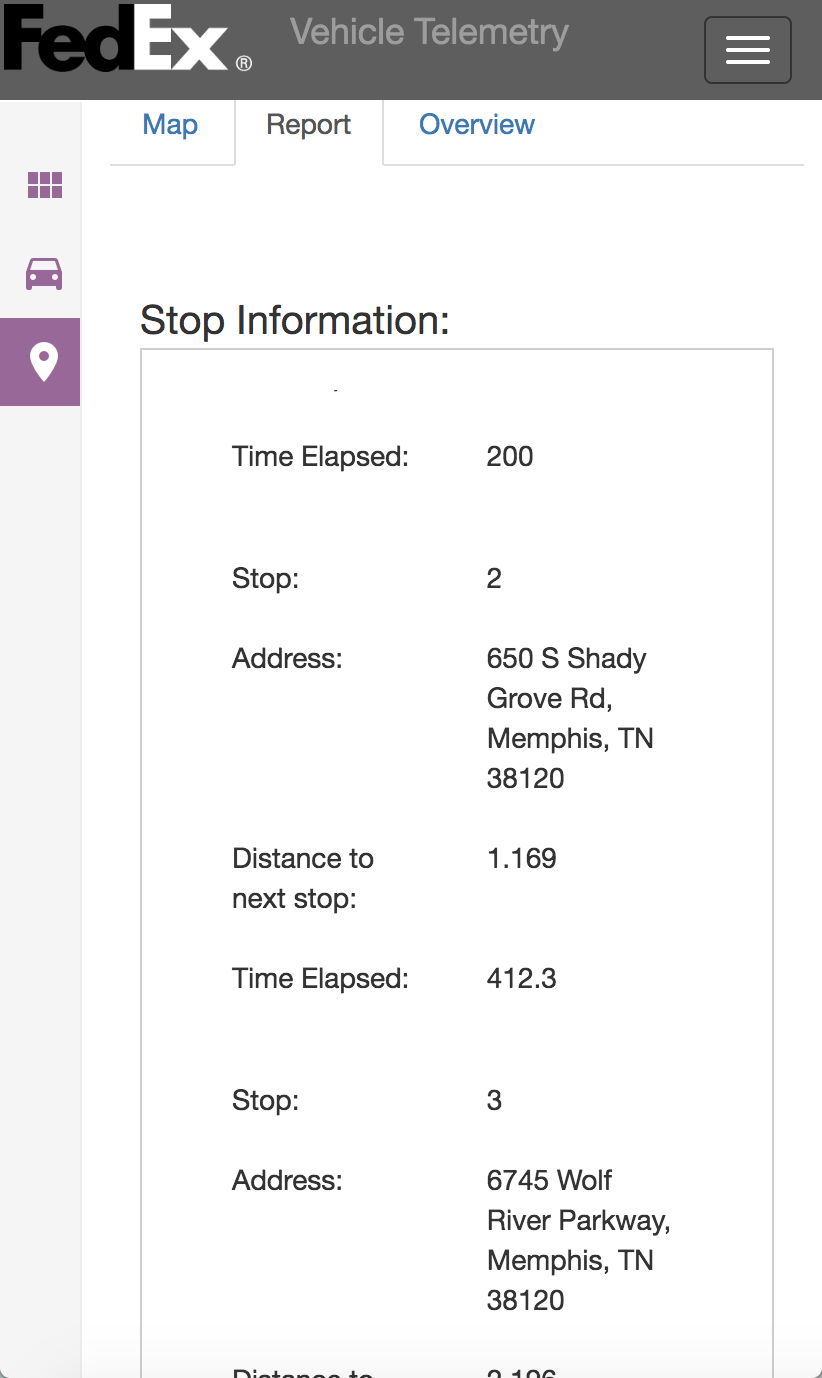 FedEx®
Vehicle Telemetry
Map
Report
Overview
Stop Information:
Time Elapsed: 200
Stop: 2
Address: 650 S Shady
Grove Rd,
Memphis, TN
38120
Distance to 1.169
next stop:
Time Elapsed: 412.3
Stop: 3
Address: 6745 Wolf
River Parkway,
Memphis, TN
38120
Distance to